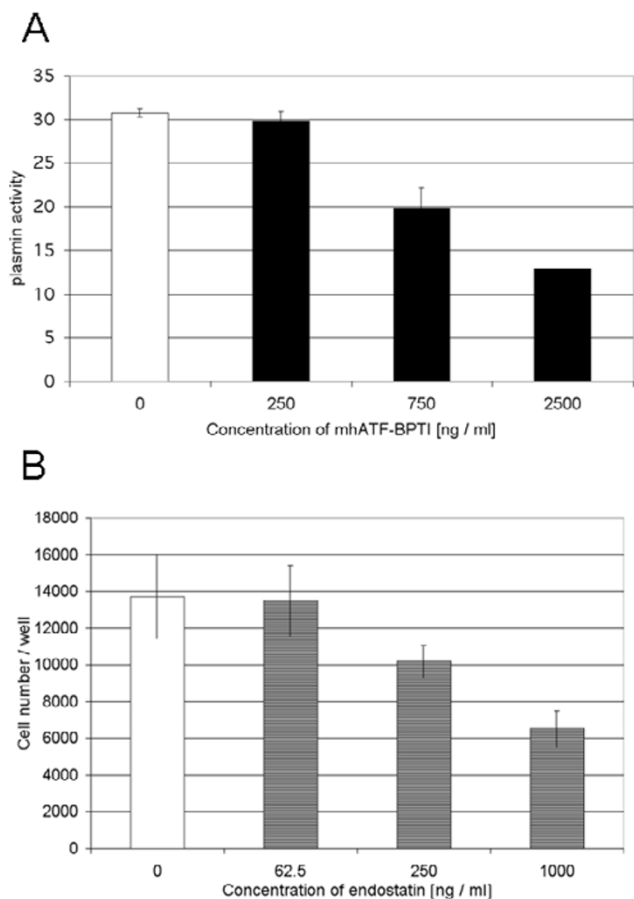 A
35
30
25
20
15
10
5
0
plasmin activity
0 250 750 2500
Concentration of mhATF-BPTI [ng / ml]
B
18000
16000
14000
12000
10000
8000
6000
4000
2000
0
Cell number / well
0 62.5 250 1000
Concentration of endostatin [ng / ml]